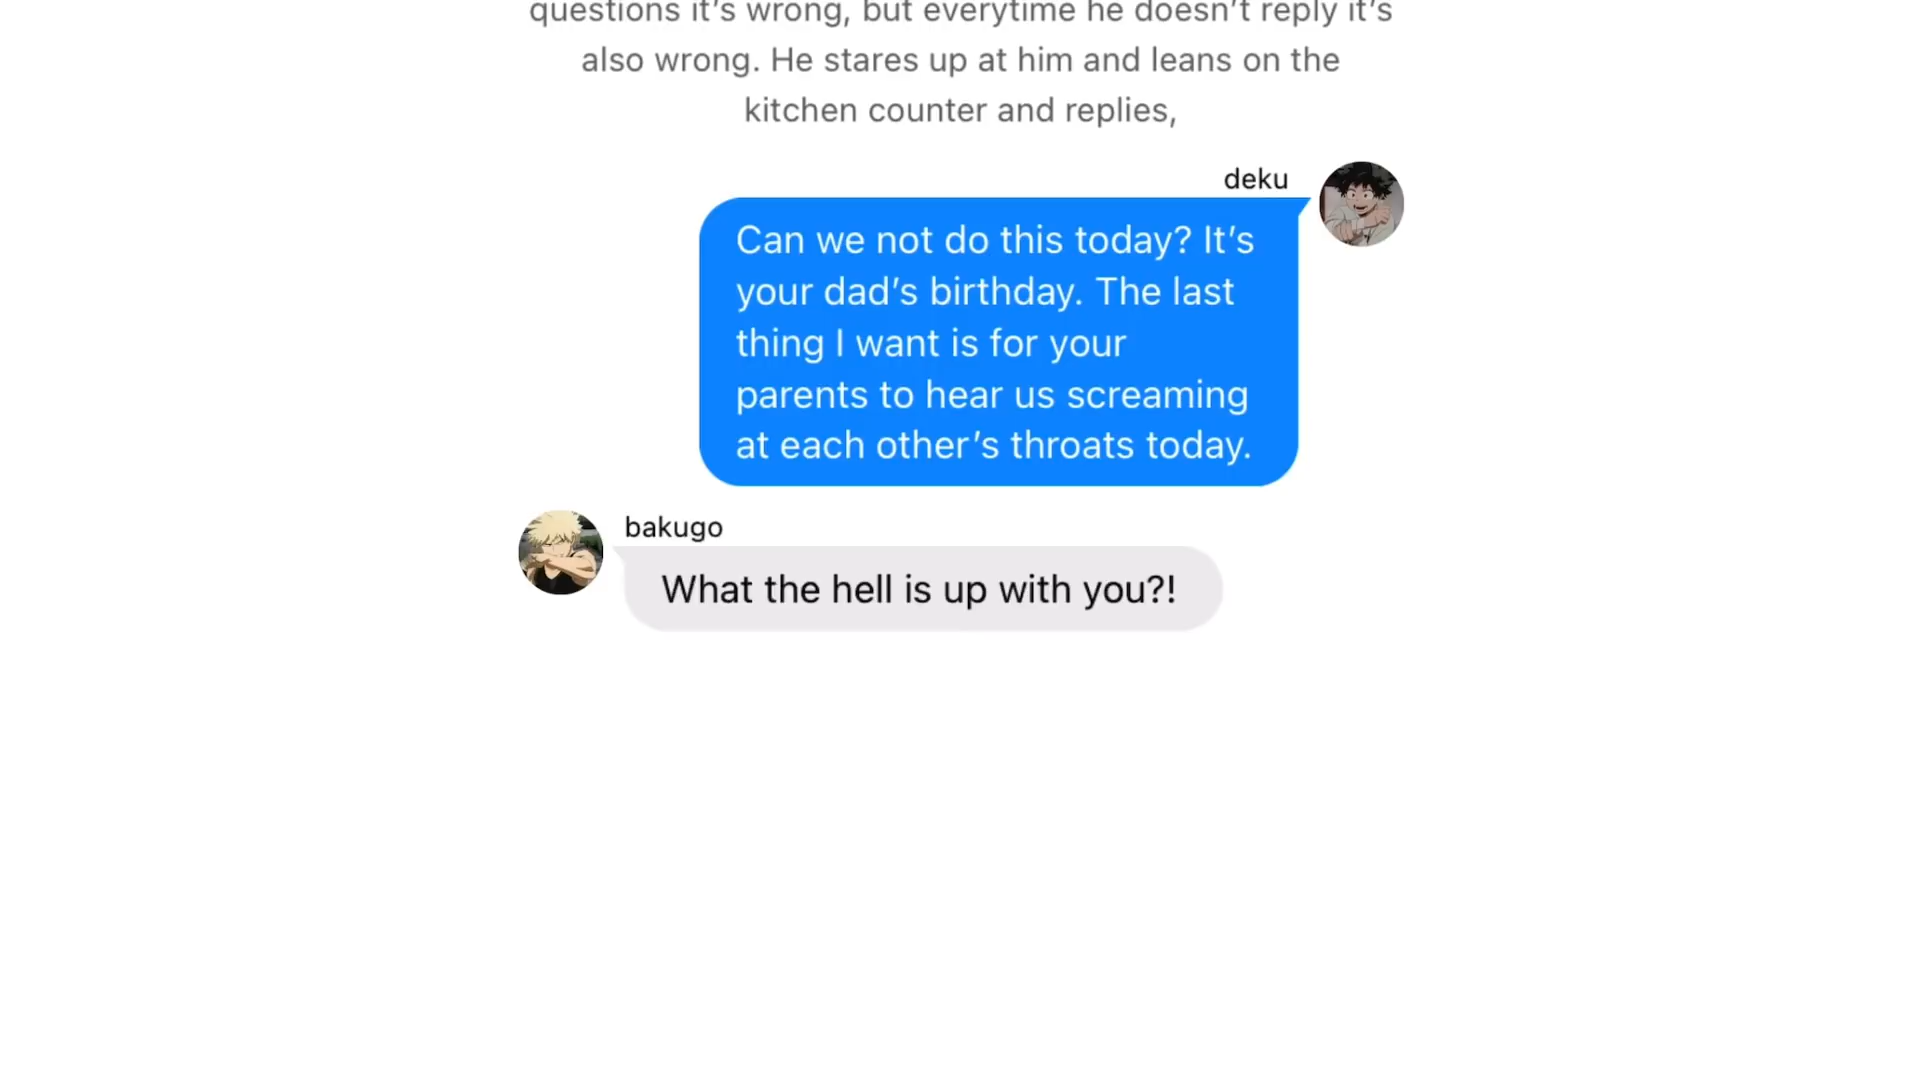 questions it's wrong, but everytime he doesn't reply it's
also wrong. He stares up at him and leans on the
kitchen counter and replies,
deku
Can we not do this today? It's
your dad's birthday. The last
thing I want is for your
parents to hear us screaming
at each other's throats today.
bakugo
What the hell is up with you?!